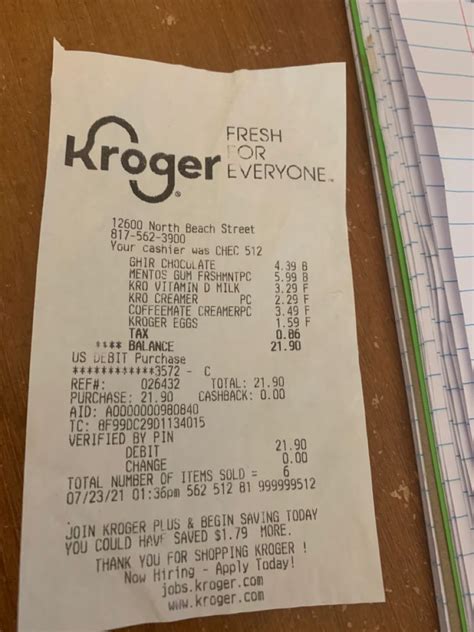 Kroger®
FRESH
FOR
EVERYONE™
12600 North Beach Street
817-562-3900
Your cashier was CHEC 512
GHIR CHOCOLATE 4.39 B
MENTOS GUM FRSHMNTPC 5.99 B
KRO VITAMIN D MILK 3.29 F
KRO CREAMER PC 2.29 F
COFFEEMATE CREAMERPC 3.49 F
KROGER EGGS 1.59 F
TAX 0.86
**** BALANCE 21.90
US DEBIT Purchase
************3572 - C
REF#: 026432 TOTAL: 21.90
PURCHASE: 21.90 CASHBACK: 0.00
AID: A0000000980840
TC: 8F99DC2901134015
VERIFIED BY PIN
DEBIT 21.90
CHANGE 0.00
TOTAL NUMBER OF ITEMS SOLD = 6
07/23/21 01:36pm 562 512 81 999999512
JOIN KROGER PLUS & BEGIN SAVING TODAY
YOU COULD HAVE SAVED $1.79 MORE.
THANK YOU FOR SHOPPING KROGER !
Now Hiring - Apply Today!
jobs.kroger.com
www.kroger.com